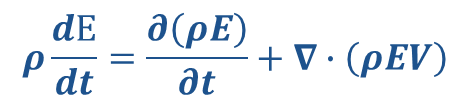 ρ dE/dt = ∂(ρE)/∂t + ∇ · (ρEV)